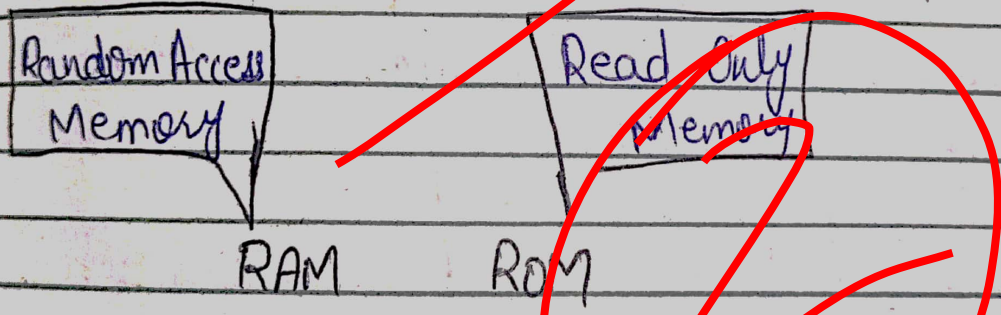 Random Access
Memory
Read Only
Memory
RAM
ROM